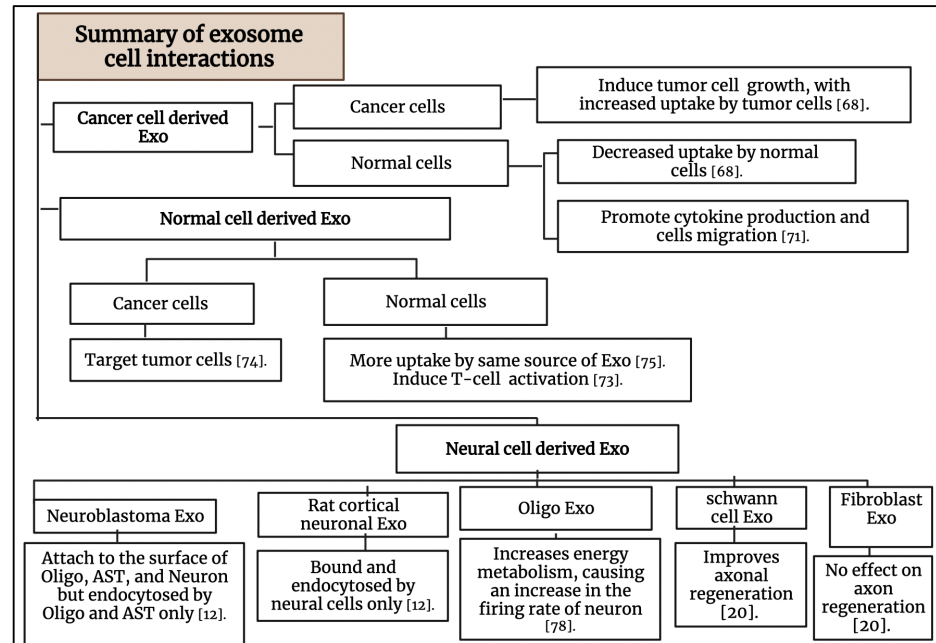 Summary of exosome
cell interactions
Cancer cell derived
Exo
Cancer cells
Induce tumor cell growth, with
increased uptake by tumor cells [68].
Normal cells
Decreased uptake by normal
cells [68].
Promote cytokine production and
cells migration [71].
Normal cell derived Exo
Cancer cells
Target tumor cells [74].
Normal cells
More uptake by same source of Exo [75].
Induce T-cell activation [73].
Neural cell derived Exo
Neuroblastoma Exo
Attach to the surface of
Oligo, AST, and Neuron
but endocytosed by
Oligo and AST only [12].
Rat cortical
neuronal Exo
Bound and
endocytosed by
neural cells only [12].
Oligo Exo
Increases energy
metabolism, causing
an increase in the
firing rate of neuron
[78].
schwann
cell Exo
Improves
axonal
regeneration
[20].
Fibroblast
Exo
No effect on
axon
regeneration
[20].